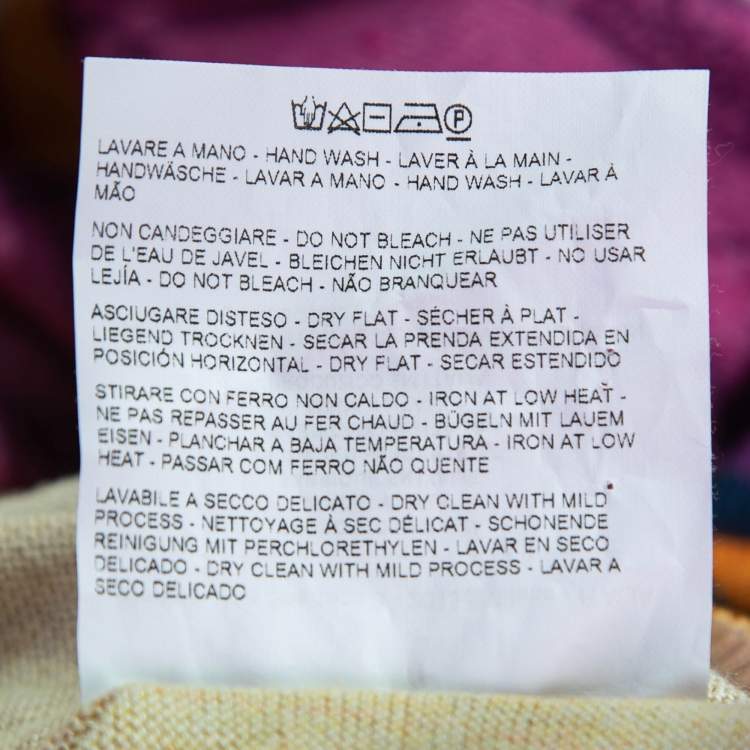 P
LAVARE A MANO - HAND WASH - LAVER À LA MAIN -
HANDWÄSCHE - LAVAR A MANO - HAND WASH - LAVAR À
MÃO
NON CANDEGGIARE - DO NOT BLEACH - NE PAS UTILISER
DE L'EAU DE JAVEL - BLEICHEN NICHT ERLAUBT - NO USAR
LEJÍA - DO NOT BLEACH - NÃO BRANQUEAR
ASCIUGARE DISTESO - DRY FLAT - SÉCHER À PLAT -
LIEGEND TROCKNEN - SECAR LA PRENDA EXTENDIDA EN
POSICIÓN HORIZONTAL - DRY FLAT - SECAR ESTENDIDO
STIRARE CON FERRO NON CALDO - IRON AT LOW HEAT -
NE PAS REPASSER AU FER CHAUD - BÜGELN MIT LAUEM
EISEN - PLANCHAR A BAJA TEMPERATURA - IRON AT LOW
HEAT - PASSAR COM FERRO NÃO QUENTE
LAVABILE A SECCO DELICATO - DRY CLEAN WITH MILD
PROCESS - NETTOYAGE À SEC DÉLICAT - SCHONENDE
REINIGUNG MIT PERCHLORETHYLEN - LAVAR EN SECO
DELICADO - DRY CLEAN WITH MILD PROCESS - LAVAR A
SECO DELICADO